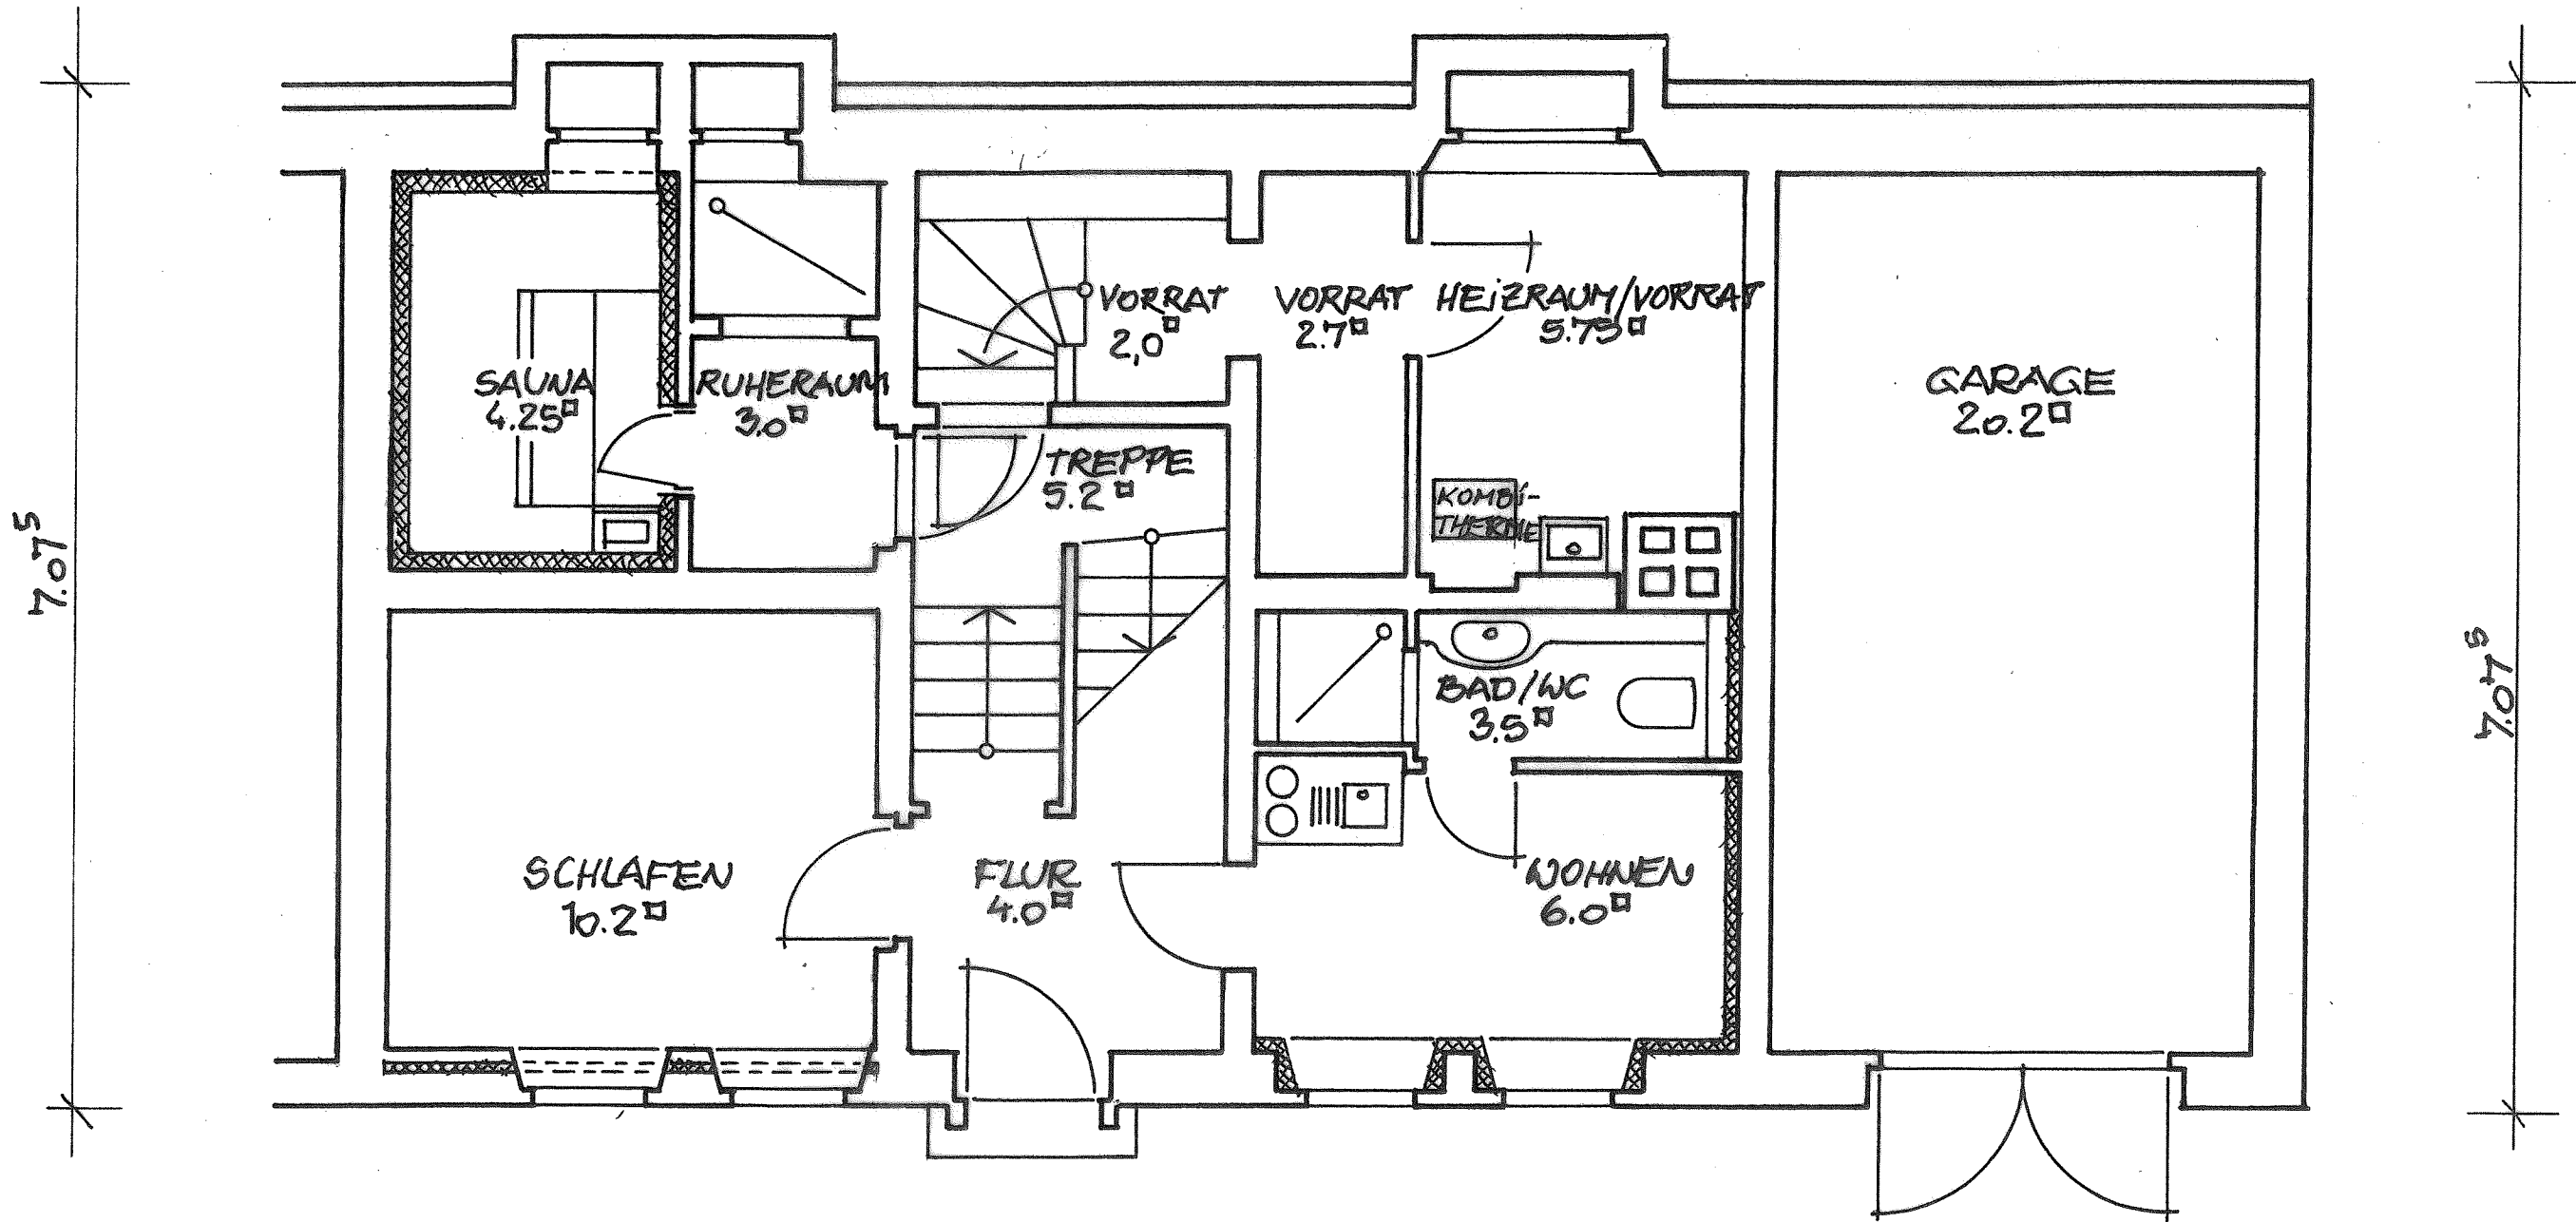 VORRAT
2,0□
VORRAT
2.7□
HEIZRAUM/VORRAT
5.75□
SAUNA
4.25□
RUHERAUM
3.0□
GARAGE
20.2□
TREPPE
5.2□
KOMBI-
THERME
7.07⁵
BAD/WC
3.5□
7.07⁵
SCHLAFEN
10.2□
FLUR
4.0□
WOHNEN
6.0□